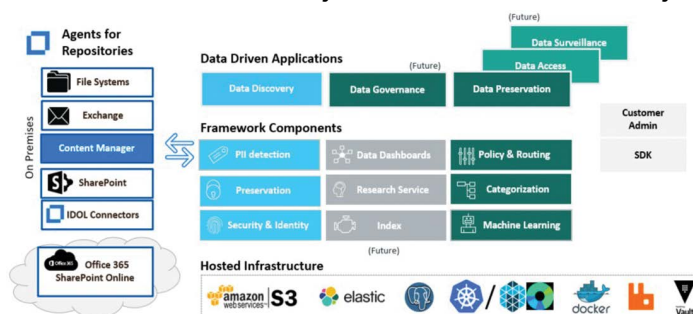 Agents for
Repositories
File Systems
Exchange
Content Manager
SharePoint
IDOL Connectors
On Premises
Office 365
Office 365
SharePoint Online
(Future)
Data Surveillance
Data Access
Data Driven Applications
(Future)
Data Discovery
Data Governance
Data Preservation
Customer
Admin
SDK
Framework Components
PII detection
Data Dashboards
Policy & Routing
Preservation
Research Service
Categorization
Security & Identity
Index
Machine Learning
(Future)
Hosted Infrastructure
amazon
web services
S3
elastic
/
docker
Vault